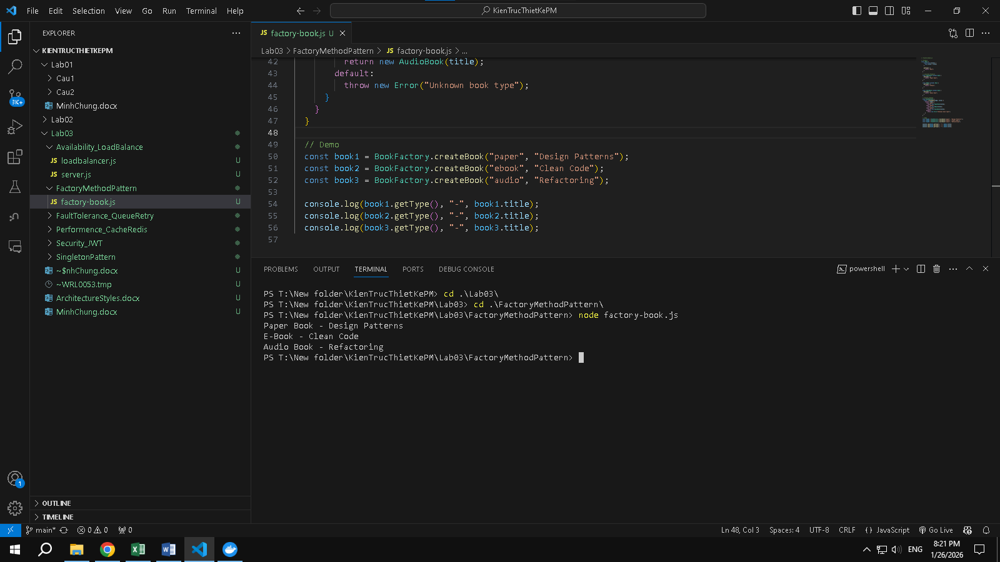 File Edit Selection View Go Run Terminal Help
KienTrucThietKePM
EXPLORER
KIENTRUCTHIETKEPM
Lab01
Cau1
Cau2
MinhChung.docx
Lab02
Lab03
Availability_LoadBalance
JS loadbalancer.js U
JS server.js U
FactoryMethodPattern
JS factory-book.js U
FaultTolerance_QueueRetry
Performence_CacheRedis
Security_JWT
SingletonPattern
~$nhChung.docx U
~WRL0053.tmp U
ArchitectureStyles.docx U
MinhChung.docx U
OUTLINE
TIMELINE
3K+
1
JS factory-book.js U
Lab03 > FactoryMethodPattern > JS factory-book.js > ...
42 return new AudioBook(title);
43 default:
44 throw new Error("Unknown book type");
45 }
46 }
47 }
48
49 // Demo
50 const book1 = BookFactory.createBook("paper", "Design Patterns");
51 const book2 = BookFactory.createBook("ebook", "Clean Code");
52 const book3 = BookFactory.createBook("audio", "Refactoring");
53
54 console.log(book1.getType(), "-", book1.title);
55 console.log(book2.getType(), "-", book2.title);
56 console.log(book3.getType(), "-", book3.title);
57
PROBLEMS OUTPUT TERMINAL PORTS DEBUG CONSOLE
powershell
PS T:\New folder\KienTrucThietKePM> cd .\Lab03\
PS T:\New folder\KienTrucThietKePM\Lab03> cd .\FactoryMethodPattern\
PS T:\New folder\KienTrucThietKePM\Lab03\FactoryMethodPattern> node factory-book.js
Paper Book - Design Patterns
E-Book - Clean Code
Audio Book - Refactoring
PS T:\New folder\KienTrucThietKePM\Lab03\FactoryMethodPattern>
main* 0 0 0
Ln 48, Col 3 Spaces: 4 UTF-8 CRLF {} JavaScript Go Live
ENG
8:21 PM
1/26/2026